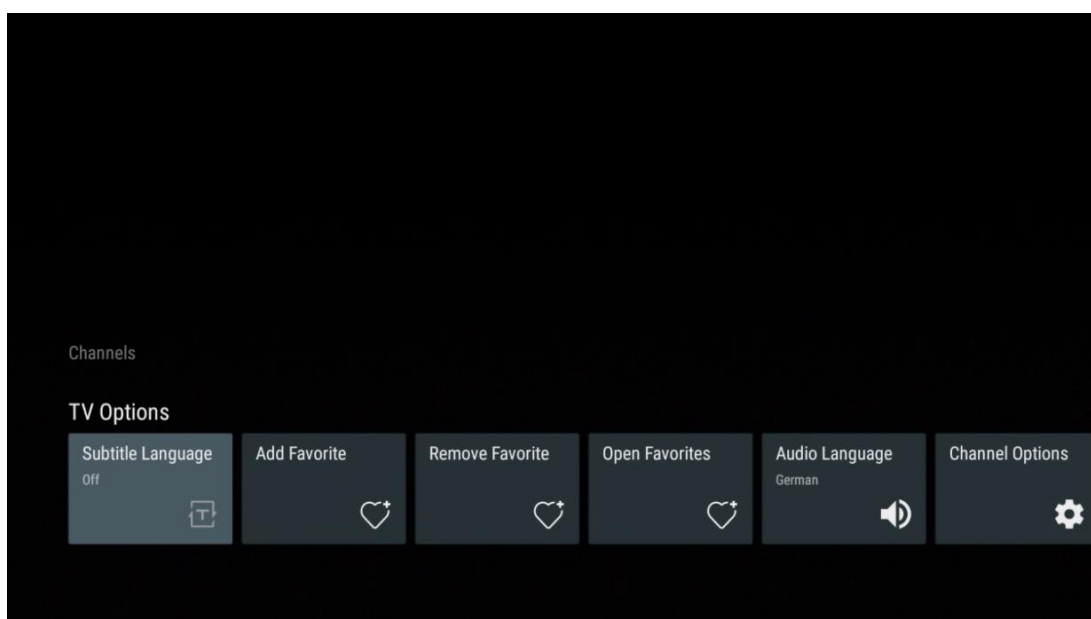 Channels
TV Options
Subtitle Language
Off
Add Favorite
Remove Favorite
Open Favorites
Audio Language
German
Channel Options